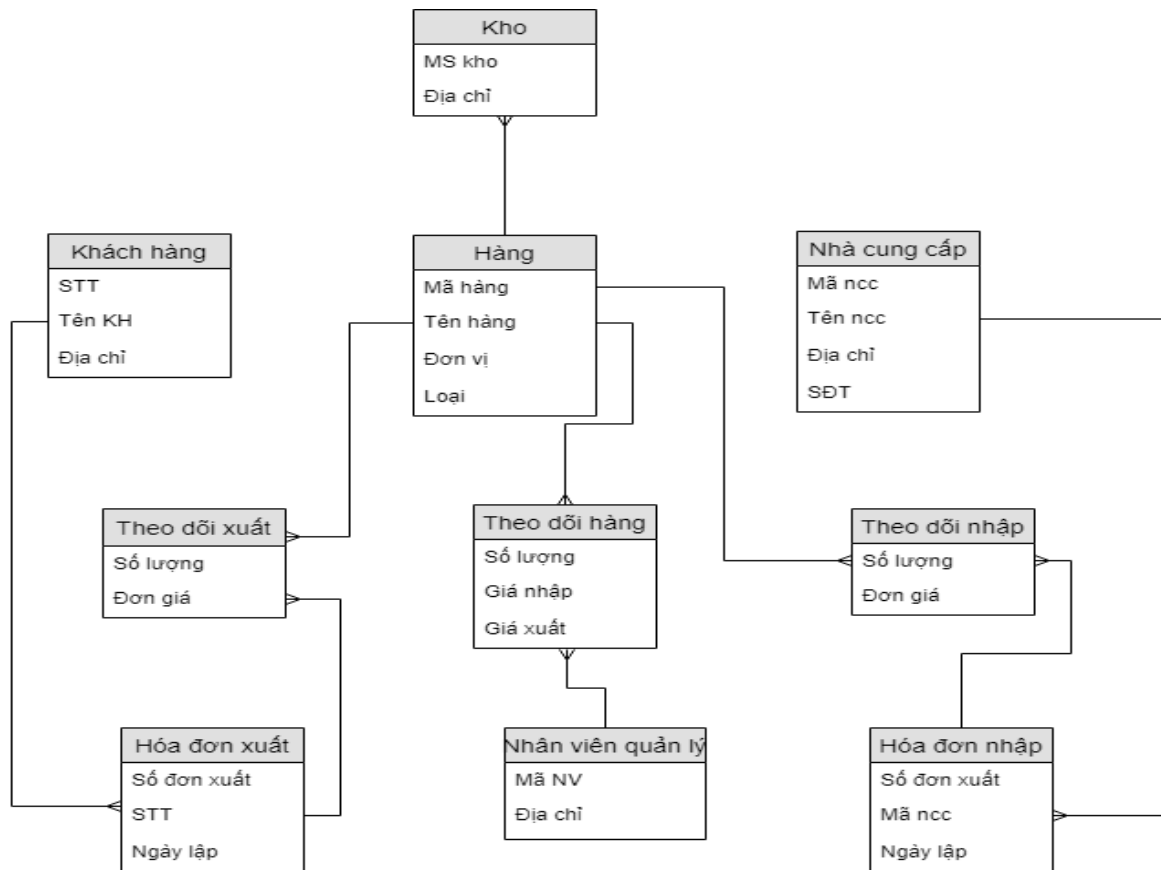 Kho
MS kho
Địa chỉ
Khách hàng
STT
Tên KH
Địa chỉ
Hàng
Mã hàng
Tên hàng
Đơn vị
Loại
Nhà cung cấp
Mã ncc
Tên ncc
Địa chỉ
SĐT
Theo dõi xuất
Số lượng
Đơn giá
Theo dõi hàng
Số lượng
Giá nhập
Giá xuất
Theo dõi nhập
Số lượng
Đơn giá
Hóa đơn xuất
Số đơn xuất
STT
Ngày lập
Nhân viên quản lý
Mã NV
Địa chỉ
Hóa đơn nhập
Số đơn xuất
Mã ncc
Ngày lập